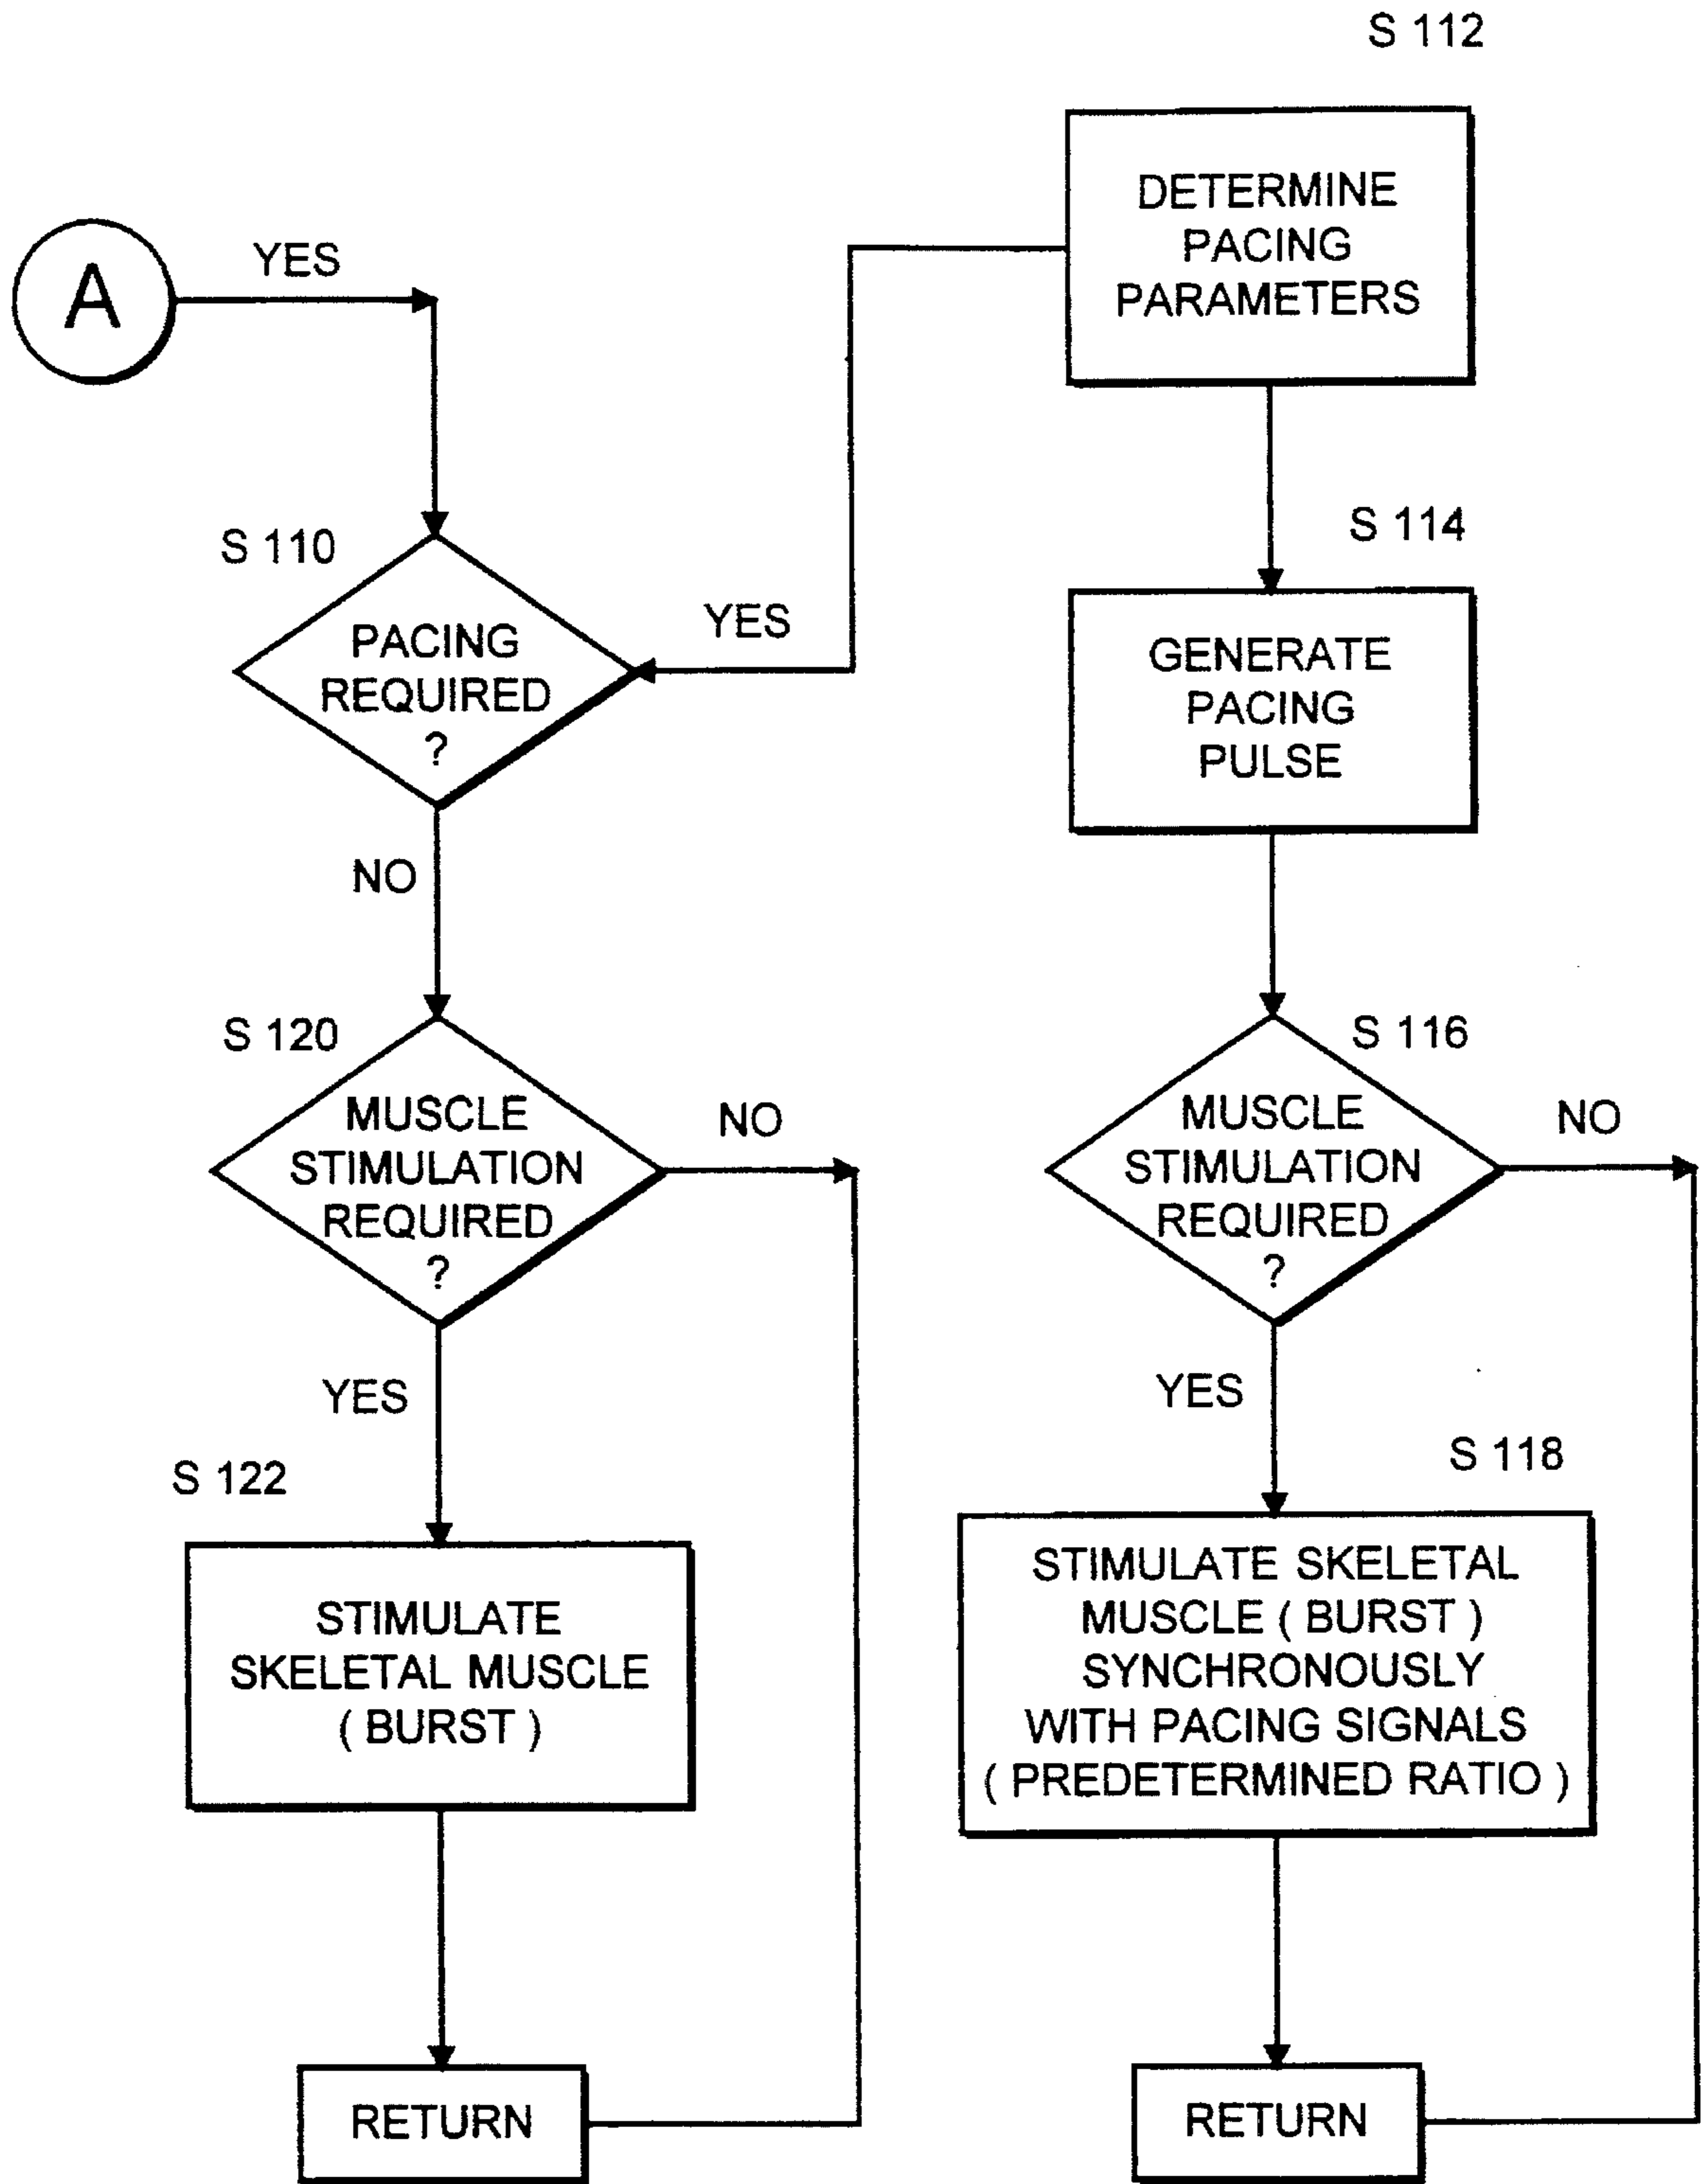 S 112
DETERMINE
PACING
PARAMETERS
A
YES
S 114
S 110
YES
PACING
REQUIRED
?
GENERATE
PACING
PULSE
NO
S 120
S 116
MUSCLE
STIMULATION
REQUIRED
?
NO
MUSCLE
STIMULATION
REQUIRED
?
NO
YES
YES
S 122
S 118
STIMULATE
SKELETAL MUSCLE
( BURST )
STIMULATE SKELETAL
MUSCLE ( BURST )
SYNCHRONOUSLY
WITH PACING SIGNALS
( PREDETERMINED RATIO )
RETURN
RETURN